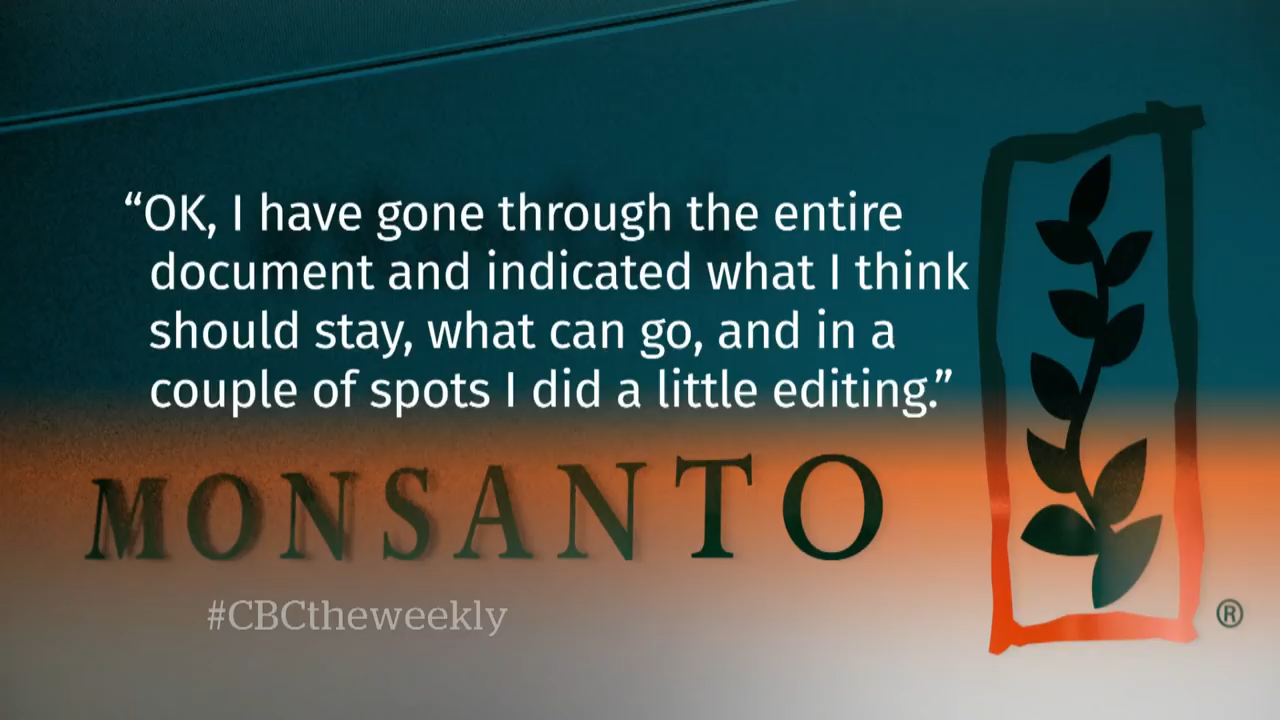 “OK, I have gone through the entire
document and indicated what I think
should stay, what can go, and in a
couple of spots I did a little editing.”
MONSANTO
#CBCtheweekly
®